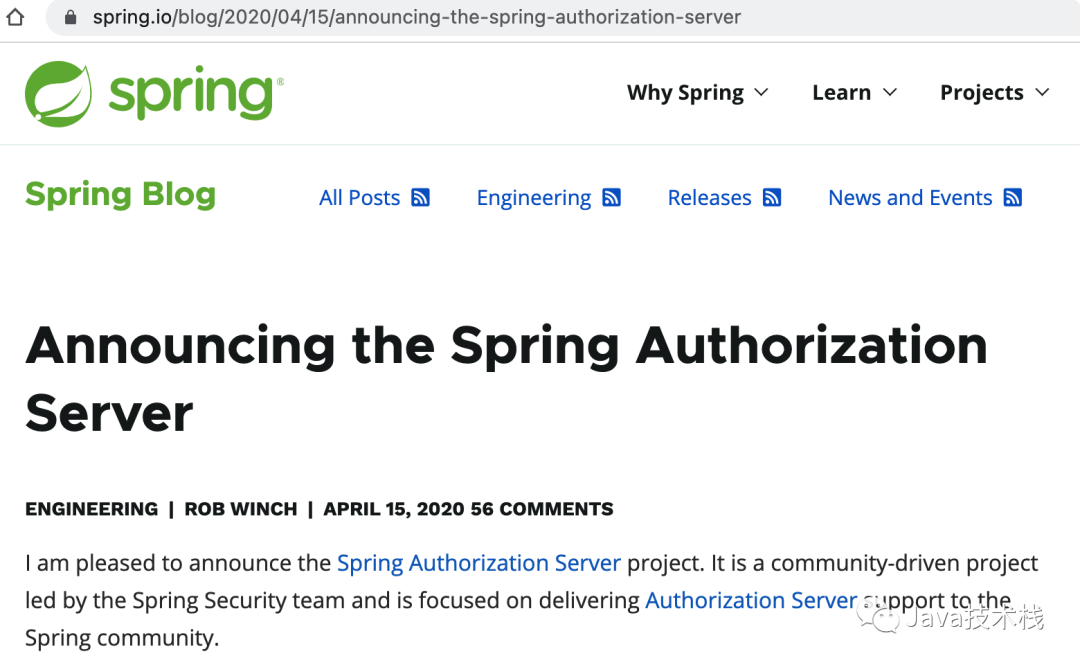 spring.io/blog/2020/04/15/announcing-the-spring-authorization-server
spring®
Why Spring
Learn
Projects
Spring Blog
All Posts
Engineering
Releases
News and Events
Announcing the Spring Authorization
Server
ENGINEERING | ROB WINCH | APRIL 15, 2020 56 COMMENTS
I am pleased to announce the Spring Authorization Server project. It is a community-driven project
led by the Spring Security team and is focused on delivering Authorization Server support to the
Spring community.
Java技术栈